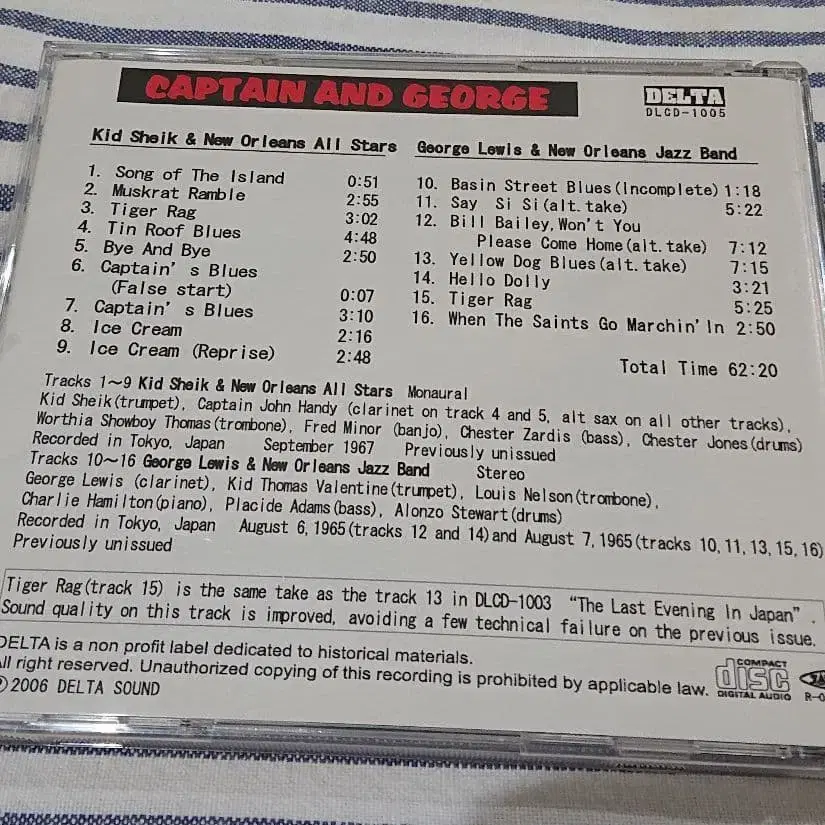 CAPTAIN AND GEORGE
DELTA
DLCD-1005
Kid Sheik & New Orleans All Stars
1. Song of The Island 0:51
2. Muskrat Ramble 2:55
3. Tiger Rag 3:02
4. Tin Roof Blues 4:48
5. Bye And Bye 2:50
6. Captain's Blues
(False start) 0:07
7. Captain's Blues 3:10
8. Ice Cream 2:16
9. Ice Cream (Reprise) 2:48
George Lewis & New Orleans Jazz Band
10. Basin Street Blues(Incomplete) 1:18
11. Say Si Si(alt.take) 5:22
12. Bill Bailey,Won't You
Please Come Home(alt.take) 7:12
13. Yellow Dog Blues(alt.take) 7:15
14. Hello Dolly 3:21
15. Tiger Rag 5:25
16. When The Saints Go Marchin'In 2:50
Total Time 62:20
Tracks 1~9 Kid Sheik & New Orleans All Stars Monaural
Kid Sheik(trumpet), Captain John Handy (clarinet on track 4 and 5, alt sax on all other tracks),
Worthia Showboy Thomas(trombone), Fred Minor (banjo), Chester Zardis (bass), Chester Jones(drums)
Recorded in Tokyo, Japan September 1967 Previously unissued
Tracks 10~16 George Lewis & New Orleans Jazz Band Stereo
George Lewis (clarinet), Kid Thomas Valentine(trumpet), Louis Nelson(trombone),
Charlie Hamilton(piano), Placide Adams(bass), Alonzo Stewart(drums)
Recorded in Tokyo, Japan August 6,1965(tracks 12 and 14)and August 7,1965(tracks 10,11,13,15,16)
Previously unissued
Tiger Rag(track 15) is the same take as the track 13 in DLCD-1003 "The Last Evening In Japan".
Sound quality on this track is improved, avoiding a few technical failure on the previous issue.
DELTA is a non profit label dedicated to historical materials.
All right reserved. Unauthorized copying of this recording is prohibited by applicable law.
Ⓟ2006 DELTA SOUND
COMPACT
disc
DIGITAL AUDIO